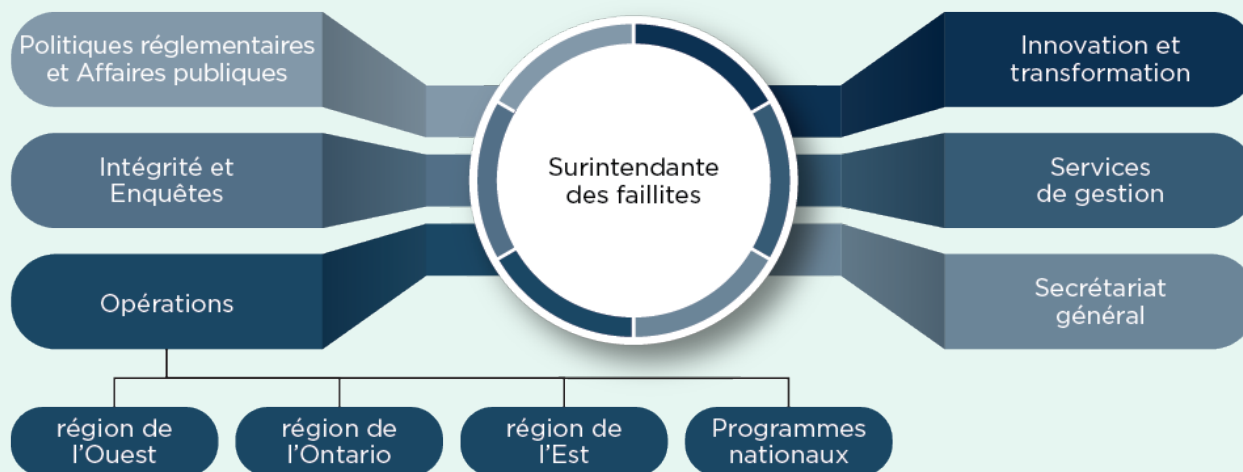 Politiques réglementaires
et Affaires publiques
Intégrité et
Enquêtes
Opérations
Surintendante
des faillites
Innovation et
transformation
Services
de gestion
Secrétariat
général
région de
l'Ouest
région de
l'Ontario
région de
l'Est
Programmes
nationaux